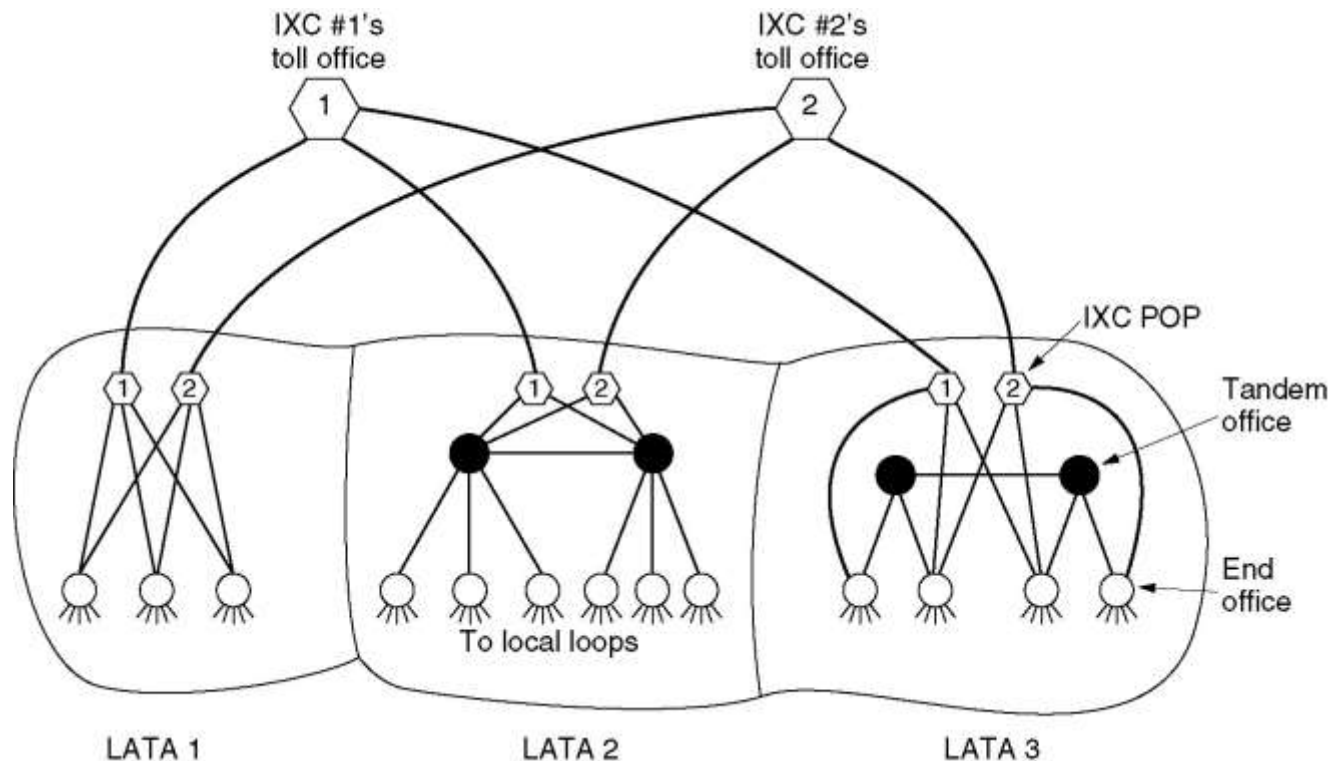 IXC #1's
toll office
IXC #2's
toll office
1
2
IXC POP
1
2
1
2
1
2
Tandem
office
End
office
To local loops
LATA 1
LATA 2
LATA 3